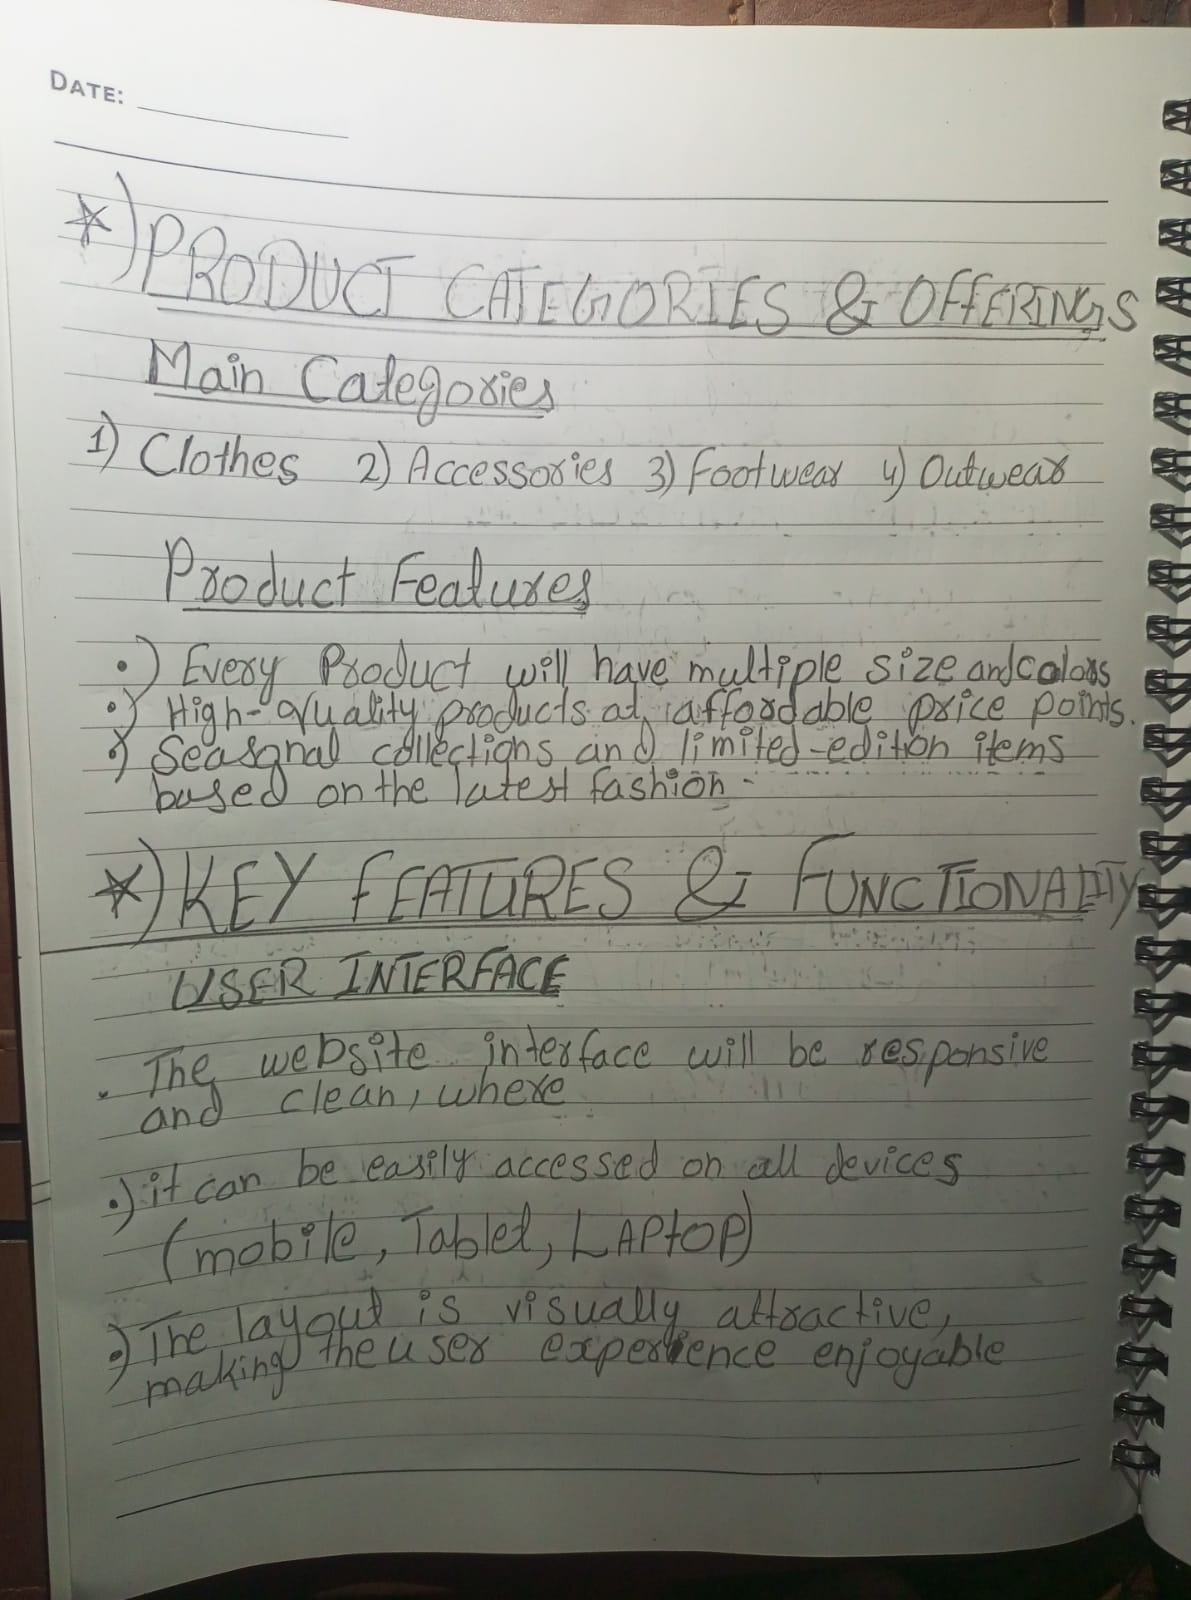 DATE:
*) PRODUCT CATEGORIES & OFFERINGS
Main Categories
1) Clothes 2) Accessories 3) Footwear 4) Outwear
Product Features
•) Every Product will have multiple size and colors
•) High-Quality products at affordable price points.
•) Seasonal collections and limited-edition items
based on the latest fashion -
*) KEY FEATURES & FUNCTIONALITY
USER INTERFACE
. The website interface will be responsive
and clean, where
•) it can be easily accessed on all devices
(mobile, Tablet, LAPtOP)
•) The layout is visually attractive,
making the user experience enjoyable